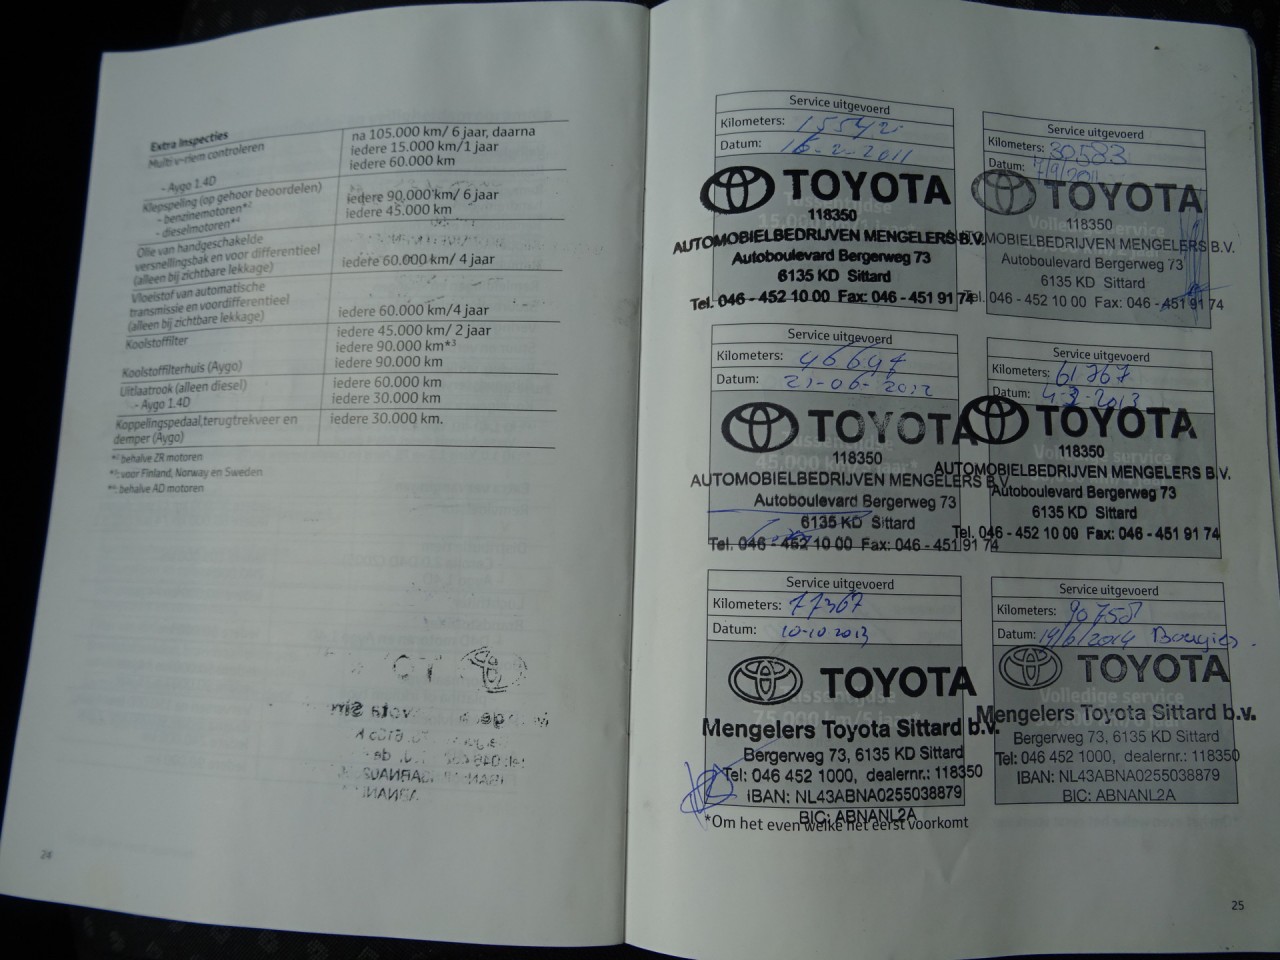 Extra Inspecties
Multi v-riem controleren
na 105.000 km/ 6 jaar, daarna
iedere 15.000 km/1 jaar
- Aygo 1.4D
iedere 60.000 km
Klepspeling (op gehoor beoordelen)
- benzinemotoren*²
iedere 90.000 km/ 6 jaar
- dieselmotoren*⁴
iedere 45.000 km
Olie van handgeschakelde
versnellingsbak en voor differentieel
(alleen bij zichtbare lekkage)
iedere 60.000 km/ 4 jaar
Vloeistof van automatische
transmissie en voordifferentieel
(alleen bij zichtbare lekkage)
iedere 60.000 km/4 jaar
Koolstoffilter
iedere 45.000 km/ 2 jaar
iedere 90.000 km*³
Koolstoffilterhuis (Aygo)
iedere 90.000 km
Uitlaatrook (alleen diesel)
iedere 60.000 km
- Aygo 1.4D
iedere 30.000 km
Koppelingspedaal,terugtrekveer en
demper (Aygo)
iedere 30.000 km.
*² behalve ZR motoren
*³: voor Finland, Norway en Sweden
*⁴: behalve AD motoren
24
Service uitgevoerd
Kilometers: 15542
Datum: 16-2-2011
TOYOTA
118350
AUTOMOBIELBEDRIJVEN MENGELERS B.V.
Autoboulevard Bergerweg 73
6135 KD Sittard
Tel. 046 - 452 10 00 Fax: 046 - 451 91 74
Service uitgevoerd
Kilometers: 30583
Datum: 7/9/2011
TOYOTA
118350
AUTOMOBIELBEDRIJVEN MENGELERS B.V.
Autoboulevard Bergerweg 73
6135 KD Sittard
Tel. 046 - 452 10 00 Fax: 046 - 451 91 74
Service uitgevoerd
Kilometers: 46647
Datum: 21-06-2012
TOYOTA
118350
AUTOMOBIELBEDRIJVEN MENGELERS B.V.
Autoboulevard Bergerweg 73
6135 KD Sittard
Tel. 046 - 452 10 00 Fax: 046 - 451 91 74
Service uitgevoerd
Kilometers: 61767
Datum: 2013
TOYOTA
118350
AUTOMOBIELBEDRIJVEN MENGELERS B.V.
Autoboulevard Bergerweg 73
6135 KD Sittard
Tel. 046 - 452 10 00 Fax: 046 - 451 91 74
Service uitgevoerd
Kilometers: 77367
Datum: 10-10-2013
TOYOTA
Mengelers Toyota Sittard b.v.
Bergerweg 73, 6135 KD Sittard
Tel: 046 452 1000, dealernr.: 118350
IBAN: NL43ABNA0255038879
BIC: ABNANL2A
Service uitgevoerd
Kilometers: 90758
Datum: 19/6/2014 Bougies.
TOYOTA
Volledige service
Mengelers Toyota Sittard b.v.
Bergerweg 73, 6135 KD Sittard
Tel: 046 452 1000, dealernr.: 118350
IBAN: NL43ABNA0255038879
BIC: ABNANL2A
*Om het even welke het eerst voorkomt
25